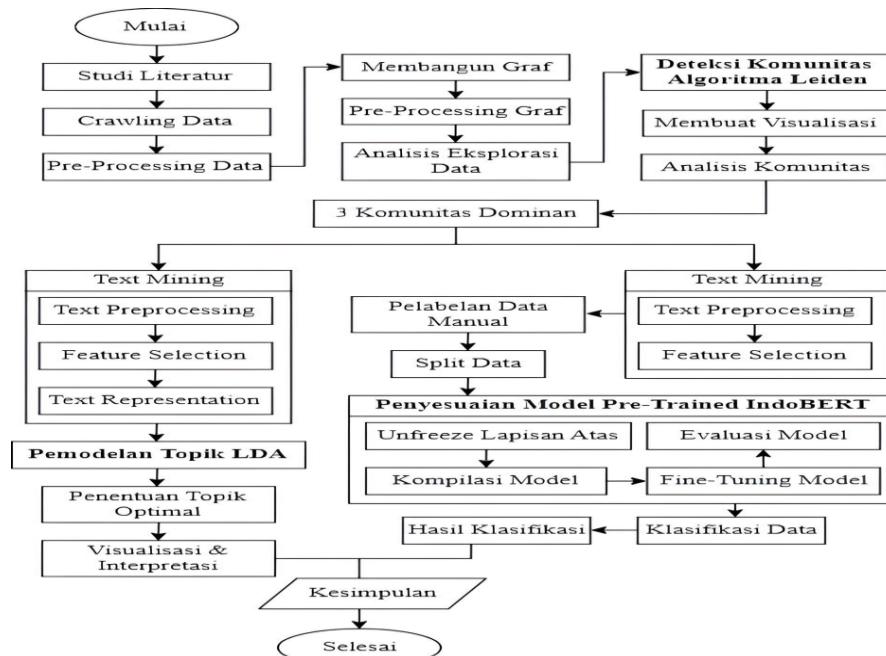 Mulai
Studi Literatur
Crawling Data
Pre-Processing Data
Membangun Graf
Pre-Processing Graf
Analisis Eksplorasi
Data
Deteksi Komunitas
Algoritma Leiden
Membuat Visualisasi
Analisis Komunitas
3 Komunitas Dominan
Text Mining
Text Preprocessing
Feature Selection
Text Representation
Pemodelan Topik LDA
Penentuan Topik
Optimal
Visualisasi &
Interpretasi
Text Mining
Text Preprocessing
Feature Selection
Pelabelan Data
Manual
Split Data
Penyesuaian Model Pre-Trained IndoBERT
Unfreeze Lapisan Atas
Kompilasi Model
Fine-Tuning Model
Evaluasi Model
Klasifikasi Data
Hasil Klasifikasi
Kesimpulan
Selesai